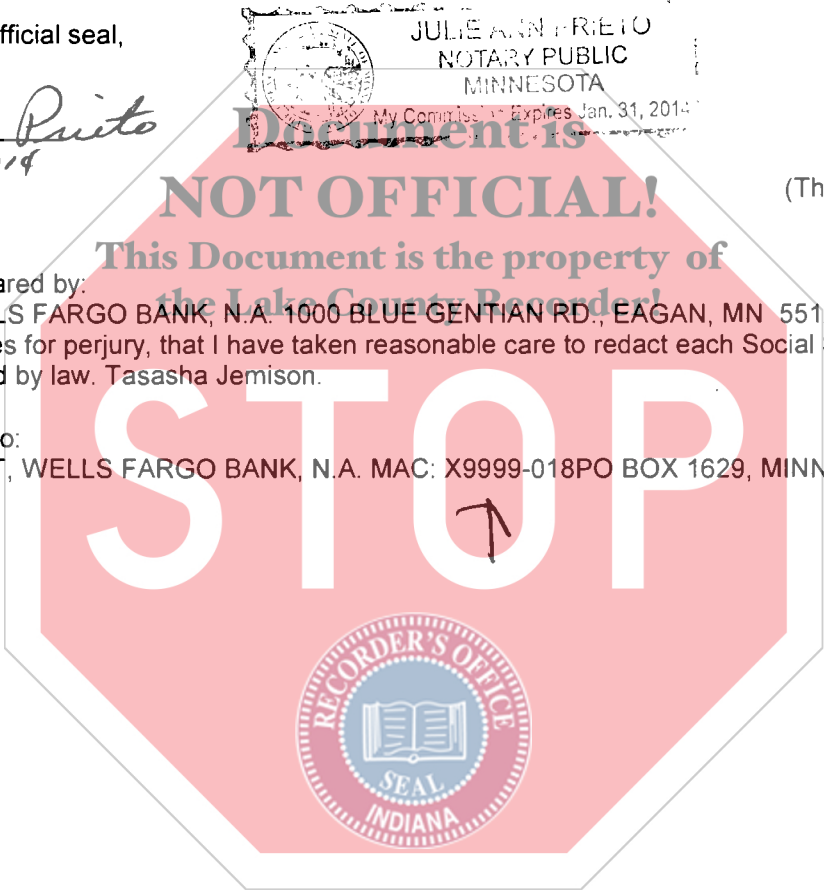 fficial seal,
JULIE ANN PRIETO
NOTARY PUBLIC
MINNESOTA
My Commission Expires Jan. 31, 2014
Prieto
Document is
NOT OFFICIAL!
(Th
This Document is the property of
the Lake County Recorder!
ared by:
LS FARGO BANK, N.A. 1000 BLUE GENTIAN RD., EAGAN, MN 551
es for perjury, that I have taken reasonable care to redact each Social
d by law. Tasasha Jemison.
o:
T, WELLS FARGO BANK, N.A. MAC: X9999-018PO BOX 1629, MINN
STOP
RECORDER'S OFFICE
SEAL
INDIANA